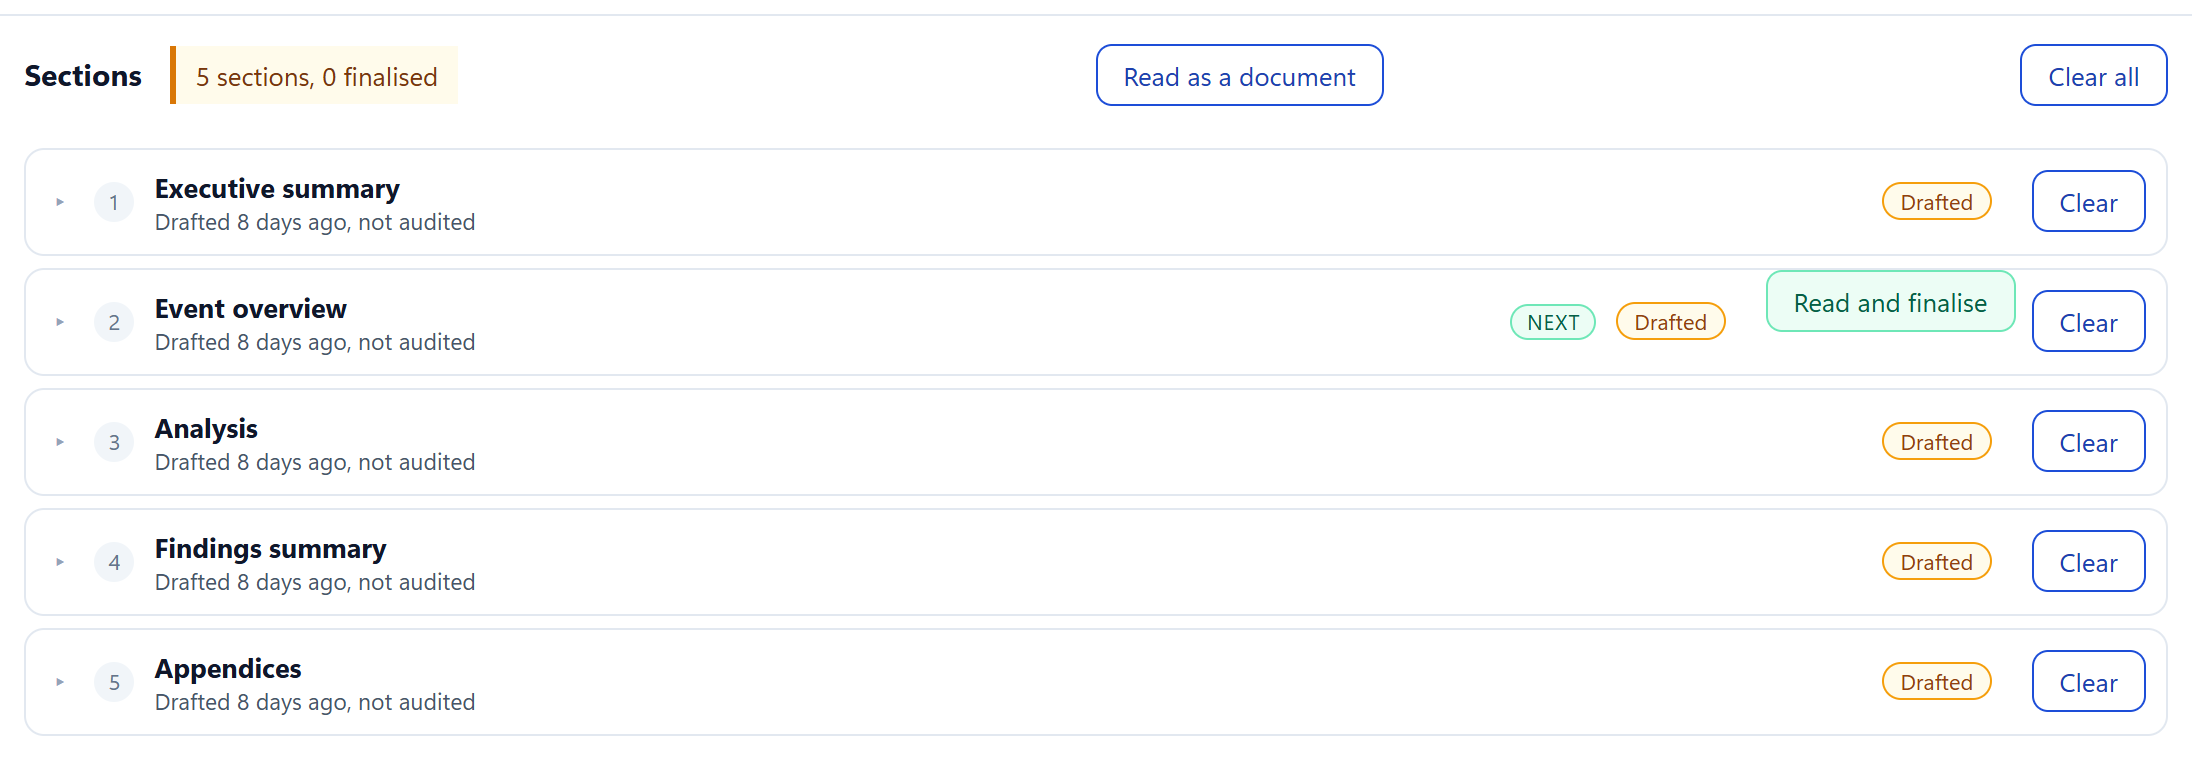 Sections
5 sections, 0 finalised
Read as a document
Clear all
1
Executive summary
Drafted 8 days ago, not audited
Drafted
Clear
2
Event overview
Drafted 8 days ago, not audited
NEXT
Drafted
Read and finalise
Clear
3
Analysis
Drafted 8 days ago, not audited
Drafted
Clear
4
Findings summary
Drafted 8 days ago, not audited
Drafted
Clear
5
Appendices
Drafted 8 days ago, not audited
Drafted
Clear